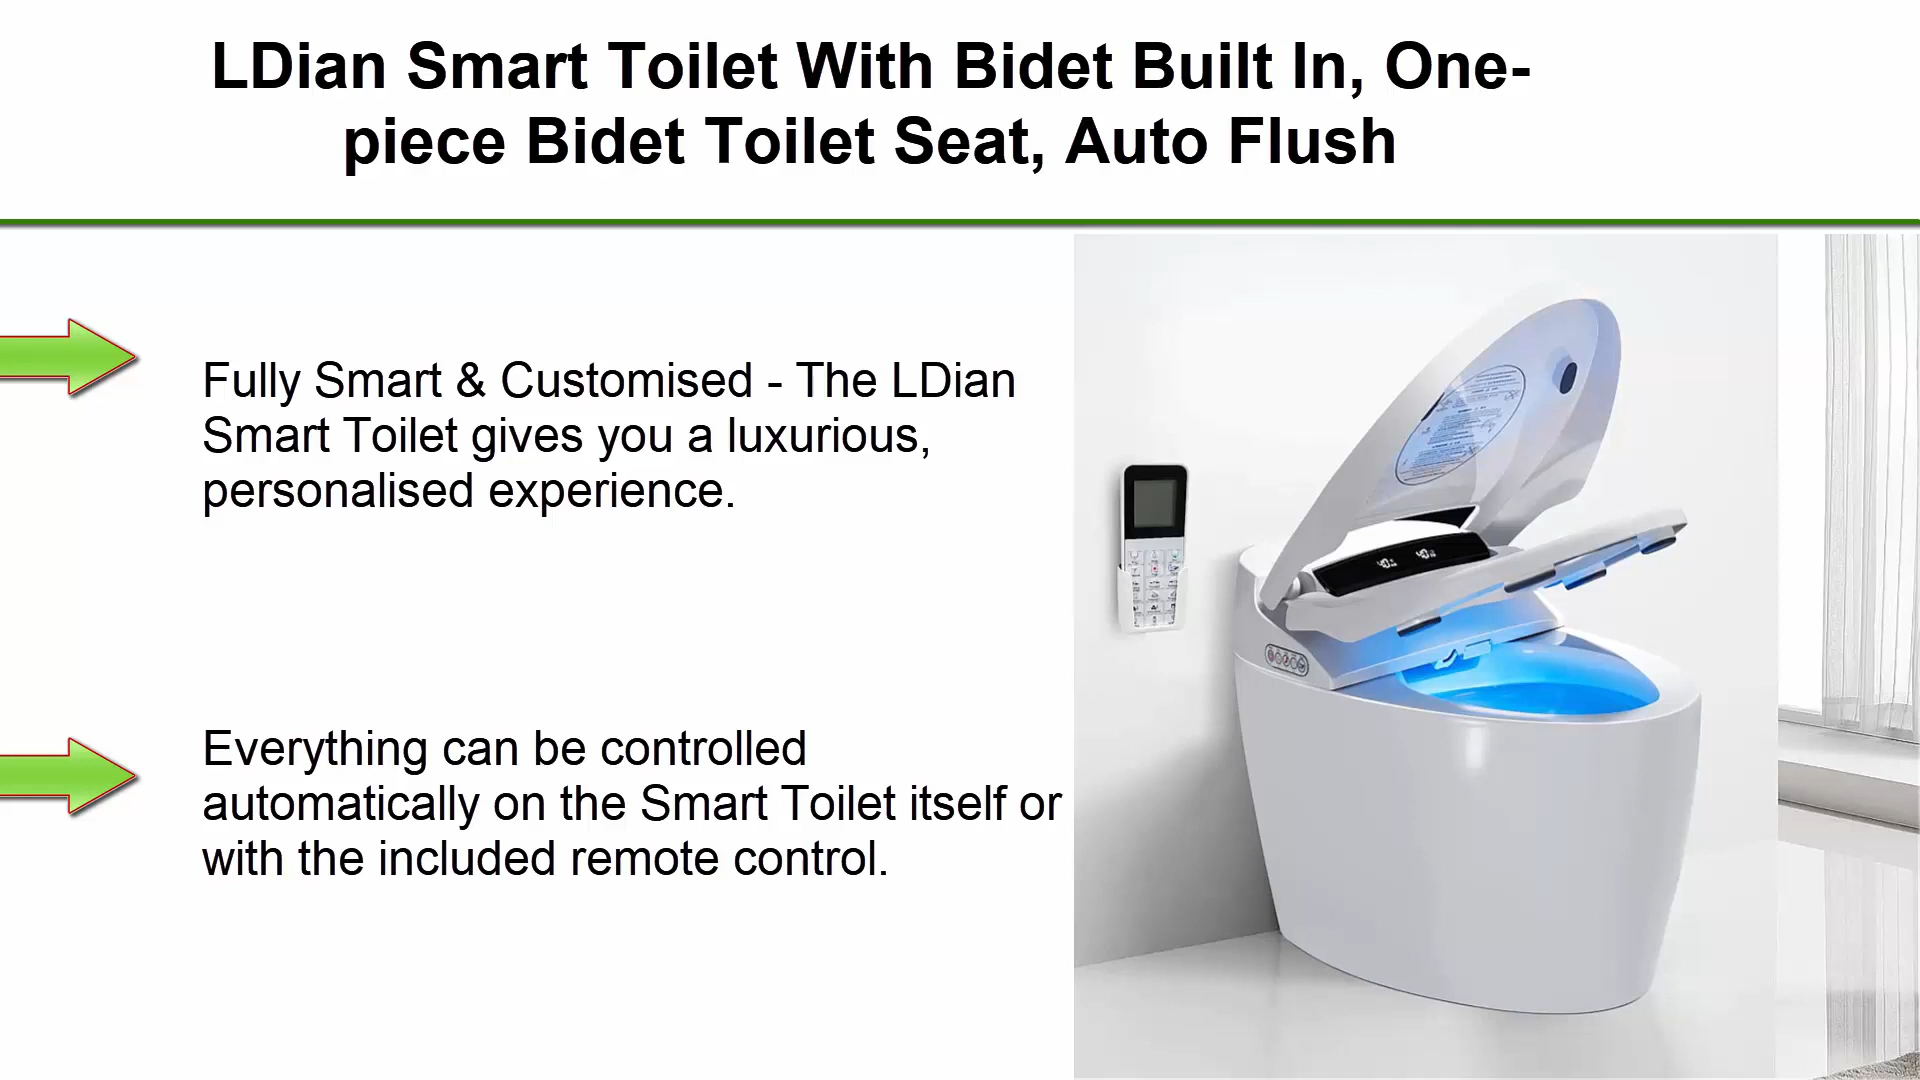 LDian Smart Toilet With Bidet Built In, One-
piece Bidet Toilet Seat, Auto Flush
Fully Smart & Customised - The LDian
Smart Toilet gives you a luxurious,
personalised experience.
Everything can be controlled
automatically on the Smart Toilet itself or
with the included remote control.